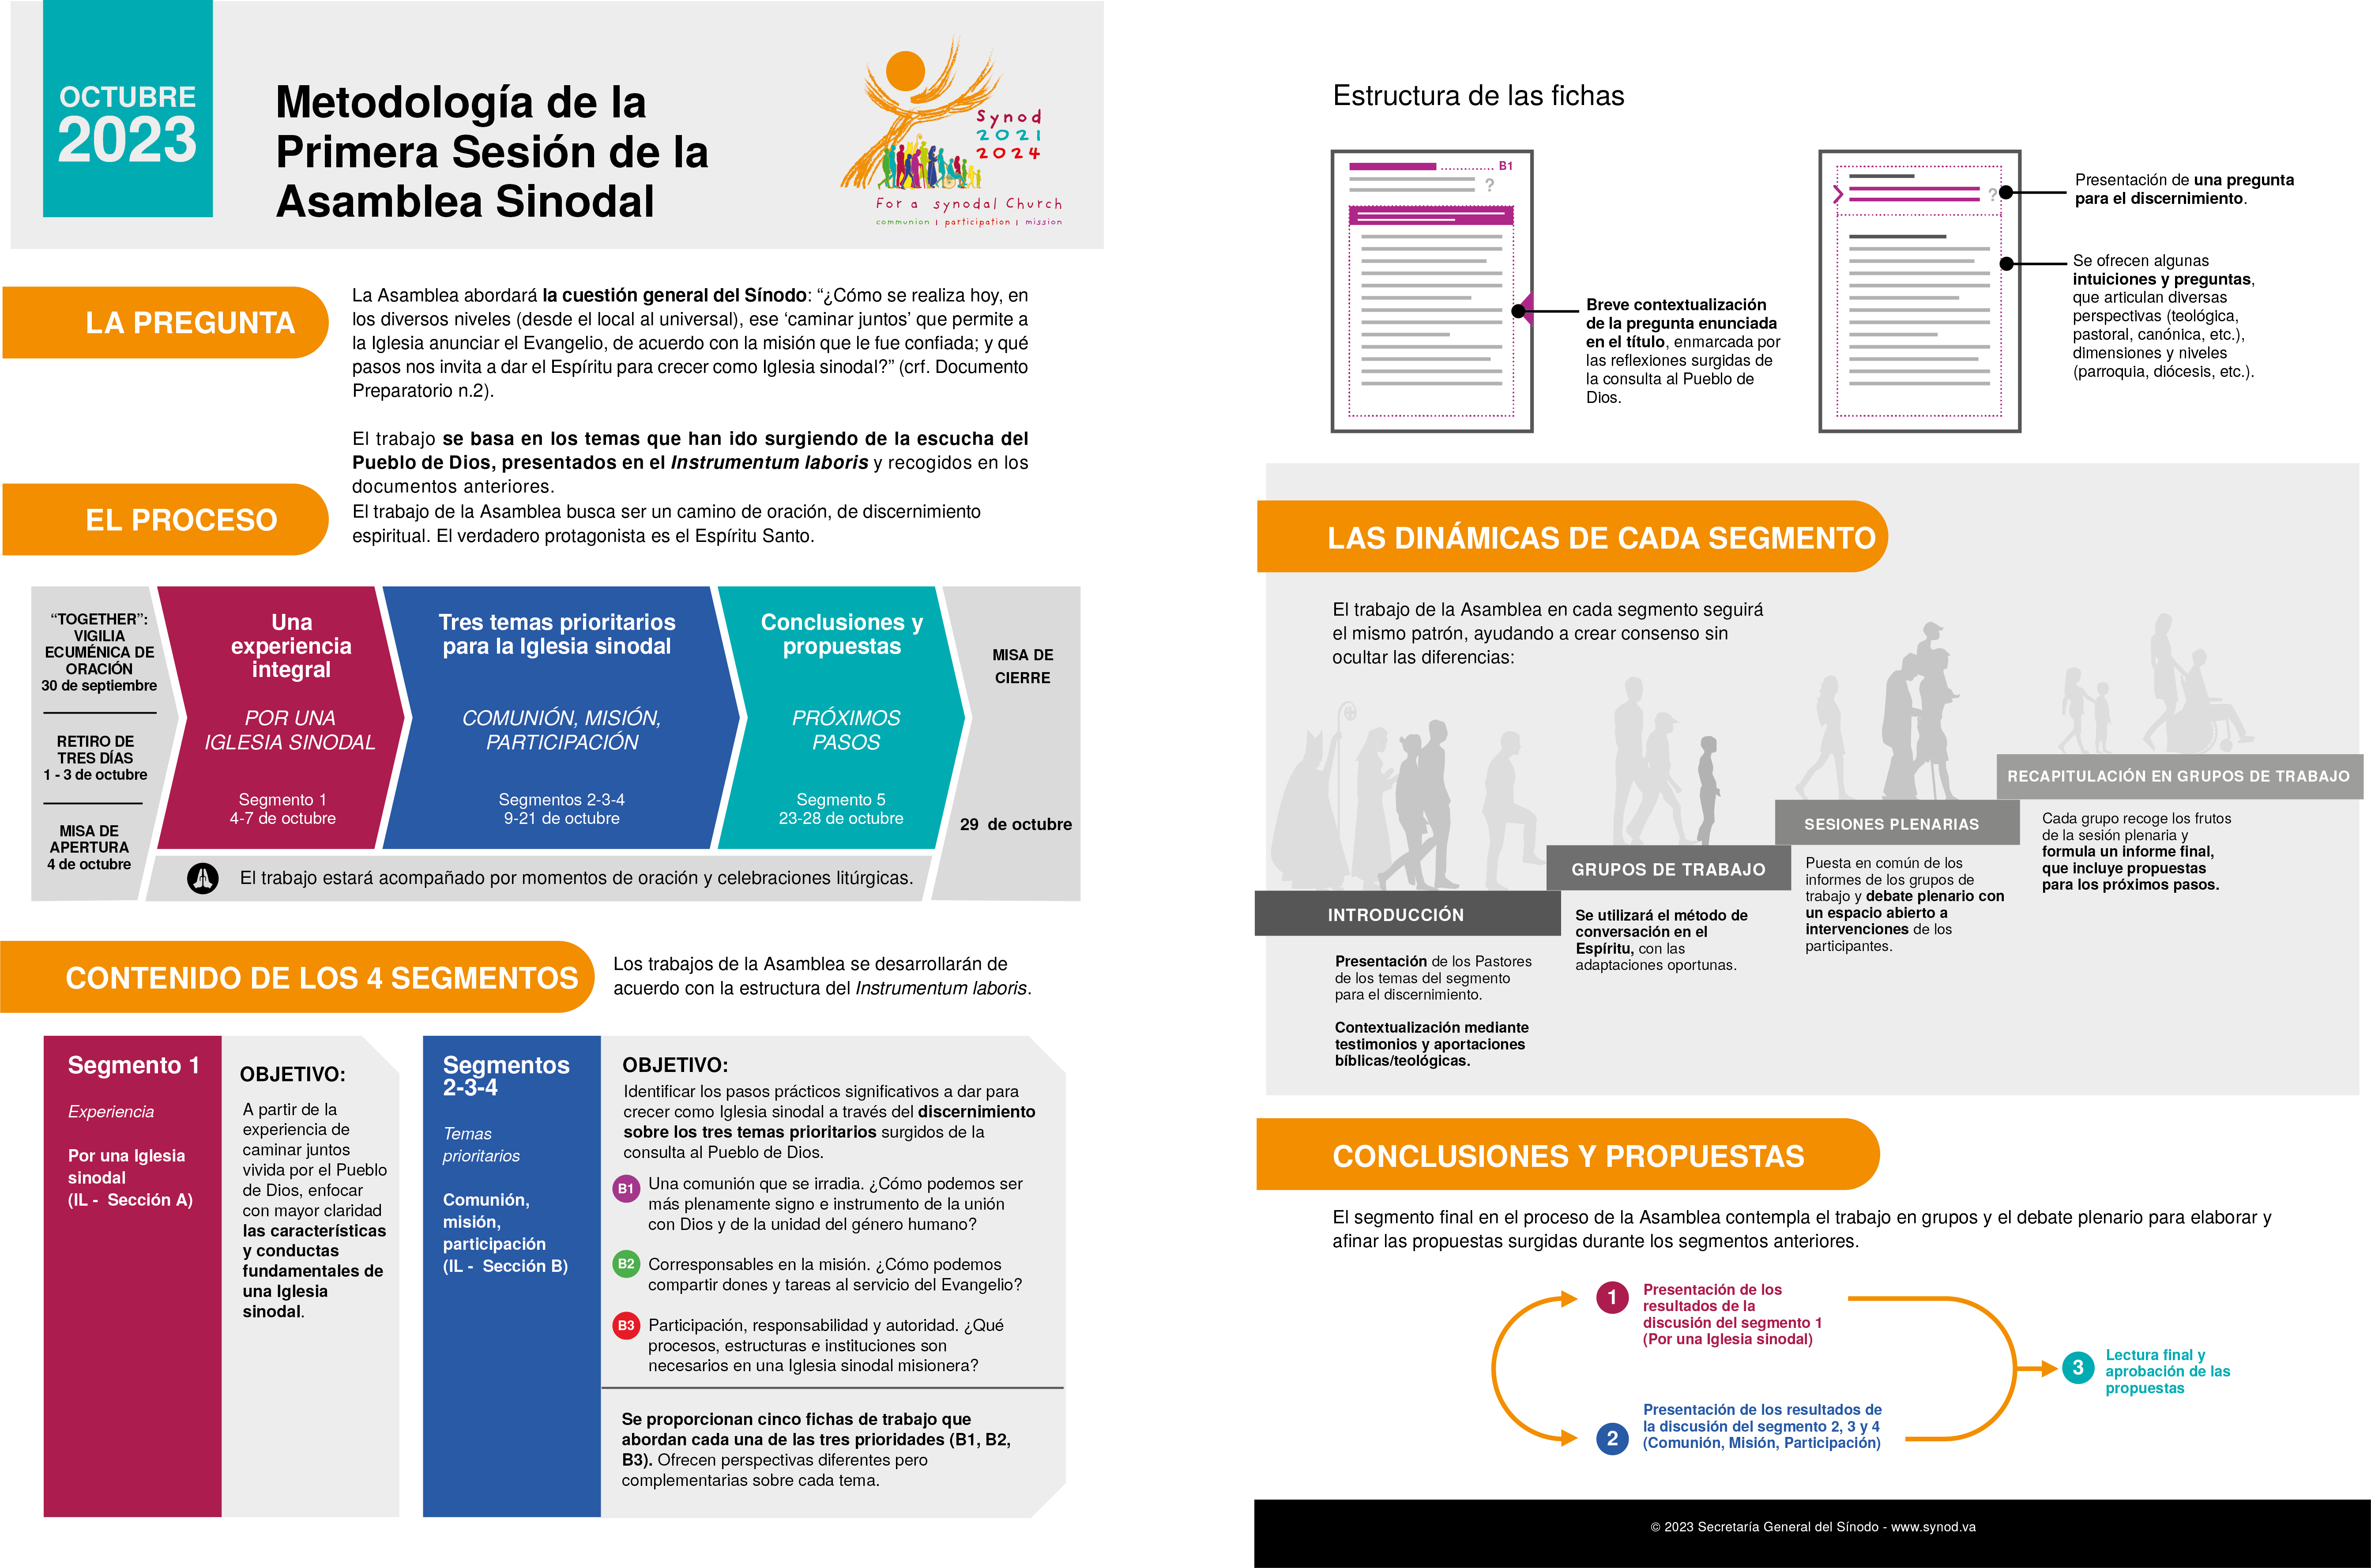 OCTUBRE
2023
Metodología de la
Primera Sesión de la
Asamblea Sinodal
Synod
2021
2024
For a synodal Church
communion | participation | mission
LA PREGUNTA
La Asamblea abordará la cuestión general del Sínodo: “¿Cómo se realiza hoy, en
los diversos niveles (desde el local al universal), ese ‘caminar juntos’ que permite a
la Iglesia anunciar el Evangelio, de acuerdo con la misión que le fue confiada; y qué
pasos nos invita a dar el Espíritu para crecer como Iglesia sinodal?” (crf. Documento
Preparatorio n.2).
El trabajo se basa en los temas que han ido surgiendo de la escucha del
Pueblo de Dios, presentados en el Instrumentum laboris y recogidos en los
documentos anteriores.
EL PROCESO
El trabajo de la Asamblea busca ser un camino de oración, de discernimiento
espiritual. El verdadero protagonista es el Espíritu Santo.
“TOGETHER”:
VIGILIA
ECUMÉNICA DE
ORACIÓN
30 de septiembre
RETIRO DE
TRES DÍAS
1 - 3 de octubre
MISA DE
APERTURA
4 de octubre
Una
experiencia
integral
POR UNA
IGLESIA SINODAL
Segmento 1
4-7 de octubre
Tres temas prioritarios
para la Iglesia sinodal
COMUNIÓN, MISIÓN,
PARTICIPACIÓN
Segmentos 2-3-4
9-21 de octubre
Conclusiones y
propuestas
PRÓXIMOS
PASOS
Segmento 5
23-28 de octubre
MISA DE
CIERRE
29 de octubre
El trabajo estará acompañado por momentos de oración y celebraciones litúrgicas.
CONTENIDO DE LOS 4 SEGMENTOS
Los trabajos de la Asamblea se desarrollarán de
acuerdo con la estructura del Instrumentum laboris.
Segmento 1
Experiencia
Por una Iglesia
sinodal
(IL - Sección A)
OBJETIVO:
A partir de la
experiencia de
caminar juntos
vivida por el Pueblo
de Dios, enfocar
con mayor claridad
las características
y conductas
fundamentales de
una Iglesia
sinodal.
Segmentos
2-3-4
Temas
prioritarios
Comunión,
misión,
participación
(IL - Sección B)
OBJETIVO:
Identificar los pasos prácticos significativos a dar para
crecer como Iglesia sinodal a través del discernimiento
sobre los tres temas prioritarios surgidos de la
consulta al Pueblo de Dios.
B1 Una comunión que se irradia. ¿Cómo podemos ser
más plenamente signo e instrumento de la unión
con Dios y de la unidad del género humano?
B2 Corresponsables en la misión. ¿Cómo podemos
compartir dones y tareas al servicio del Evangelio?
B3 Participación, responsabilidad y autoridad. ¿Qué
procesos, estructuras e instituciones son
necesarios en una Iglesia sinodal misionera?
Se proporcionan cinco fichas de trabajo que
abordan cada una de las tres prioridades (B1, B2,
B3). Ofrecen perspectivas diferentes pero
complementarias sobre cada tema.
Estructura de las fichas
B1
?
Breve contextualización
de la pregunta enunciada
en el título, enmarcada por
las reflexiones surgidas de
la consulta al Pueblo de
Dios.
?
Presentación de una pregunta
para el discernimiento.
Se ofrecen algunas
intuiciones y preguntas,
que articulan diversas
perspectivas (teológica,
pastoral, canónica, etc.),
dimensiones y niveles
(parroquia, diócesis, etc.).
LAS DINÁMICAS DE CADA SEGMENTO
El trabajo de la Asamblea en cada segmento seguirá
el mismo patrón, ayudando a crear consenso sin
ocultar las diferencias:
INTRODUCCIÓN
Presentación de los Pastores
de los temas del segmento
para el discernimiento.
Contextualización mediante
testimonios y aportaciones
bíblicas/teológicas.
GRUPOS DE TRABAJO
Se utilizará el método de
conversación en el
Espíritu, con las
adaptaciones oportunas.
SESIONES PLENARIAS
Puesta en común de los
informes de los grupos de
trabajo y debate plenario con
un espacio abierto a
intervenciones de los
participantes.
RECAPITULACIÓN EN GRUPOS DE TRABAJO
Cada grupo recoge los frutos
de la sesión plenaria y
formula un informe final,
que incluye propuestas
para los próximos pasos.
CONCLUSIONES Y PROPUESTAS
El segmento final en el proceso de la Asamblea contempla el trabajo en grupos y el debate plenario para elaborar y
afinar las propuestas surgidas durante los segmentos anteriores.
1 Presentación de los
resultados de la
discusión del segmento 1
(Por una Iglesia sinodal)
2 Presentación de los resultados de
la discusión del segmento 2, 3 y 4
(Comunión, Misión, Participación)
3 Lectura final y
aprobación de las
propuestas
© 2023 Secretaría General del Sínodo - www.synod.va